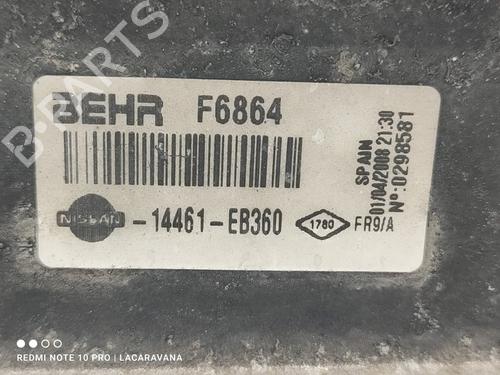 B-PARTS
BEHR F6864
NISSAN -14461-EB360 1780 FR9/A
SPAIN
01/04/2008 21:30
Nº:0298581
REDMI NOTE 10 PRO | LACARAVANA